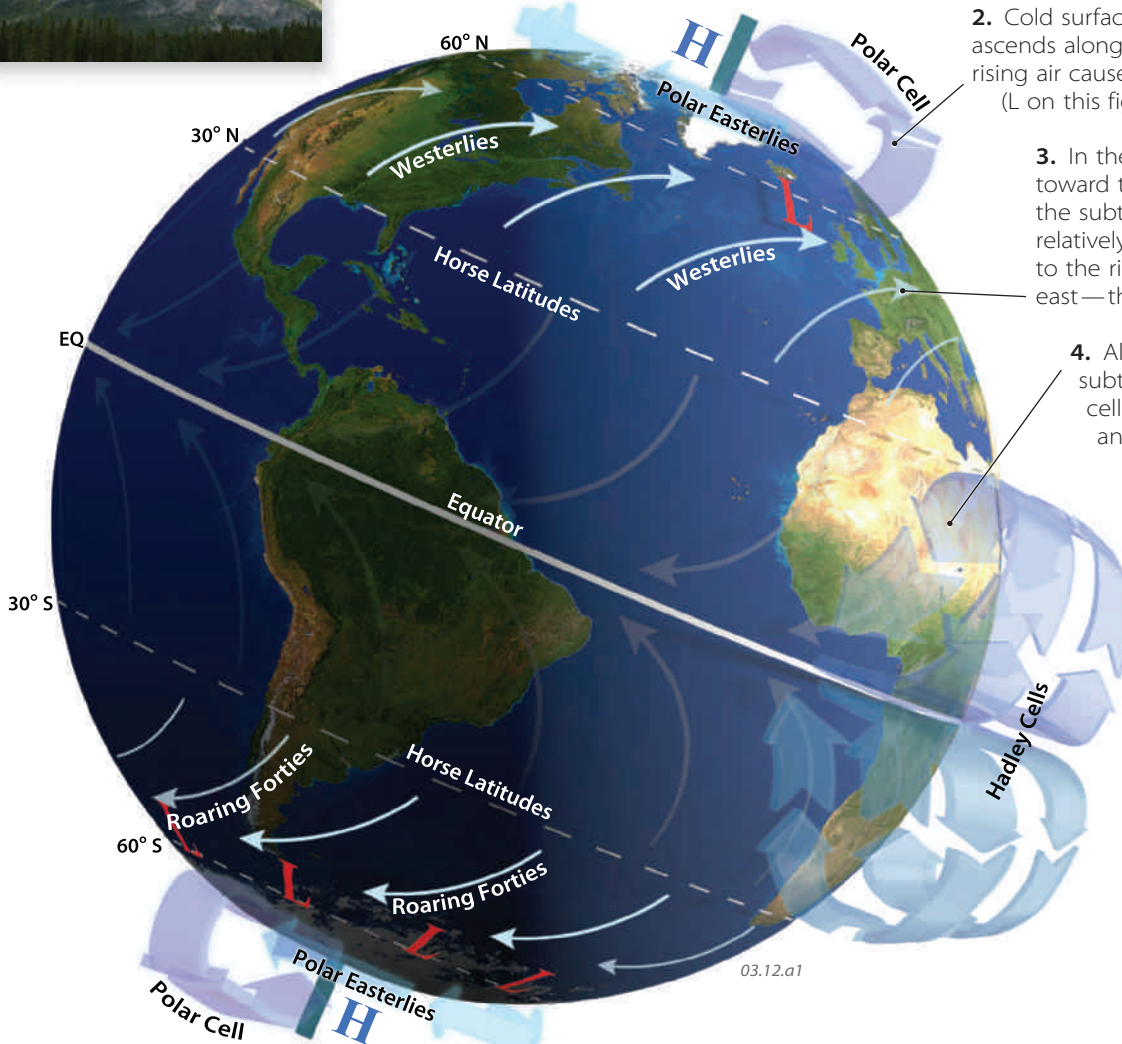 60° N
H
Polar Cell
2. Cold surfac
ascends along
rising air cause
(L on this fi
30° N
Polar Easterlies
Westerlies
3. In the
toward t
the subt
relatively
to the ri
east—th
L
Westerlies
Horse Latitudes
EQ
4. Al
subt
cell
an
Equator
30° S
Hadley Cells
Horse Latitudes
Roaring Forties
L
60° S
L
Roaring Forties
L
L
03.12.a1
Polar Easterlies
Polar Cell
H